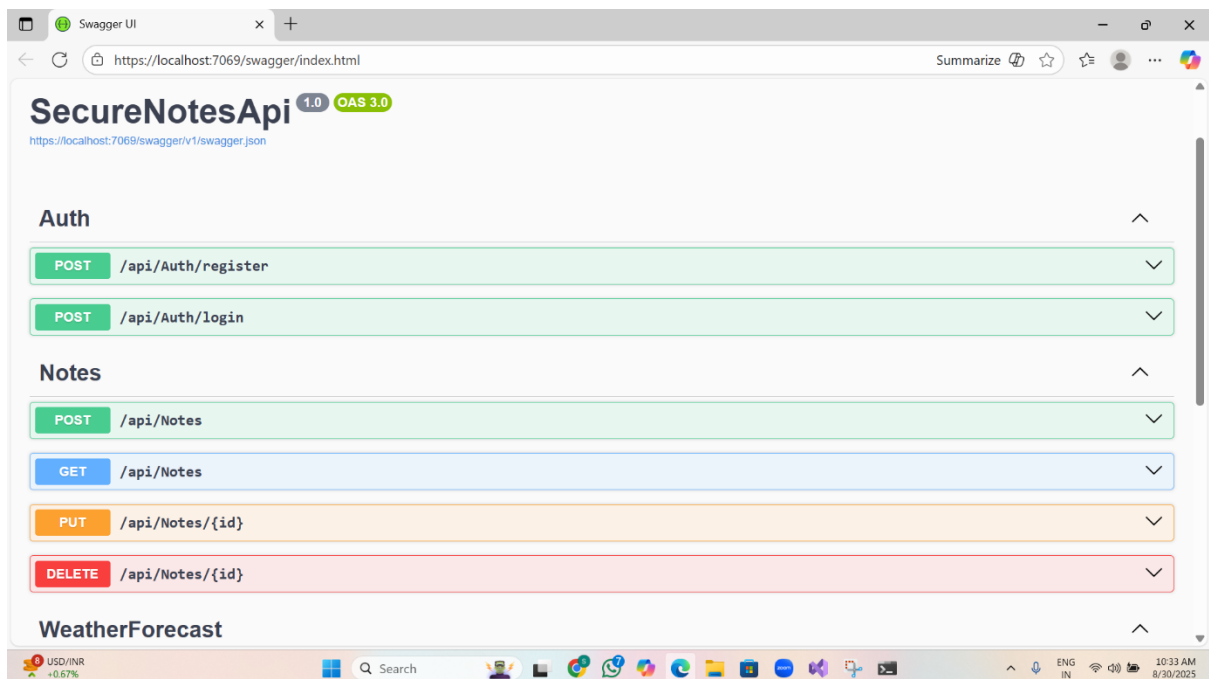 Swagger UI
https://localhost:7069/swagger/index.html
Summarize
SecureNotesApi 1.0 OAS 3.0
https://localhost:7069/swagger/v1/swagger.json
Auth
POST /api/Auth/register
POST /api/Auth/login
Notes
POST /api/Notes
GET /api/Notes
PUT /api/Notes/{id}
DELETE /api/Notes/{id}
WeatherForecast
8 USD/INR
+0.67%
Search
zoom
ENG
IN
10:33 AM
8/30/2025